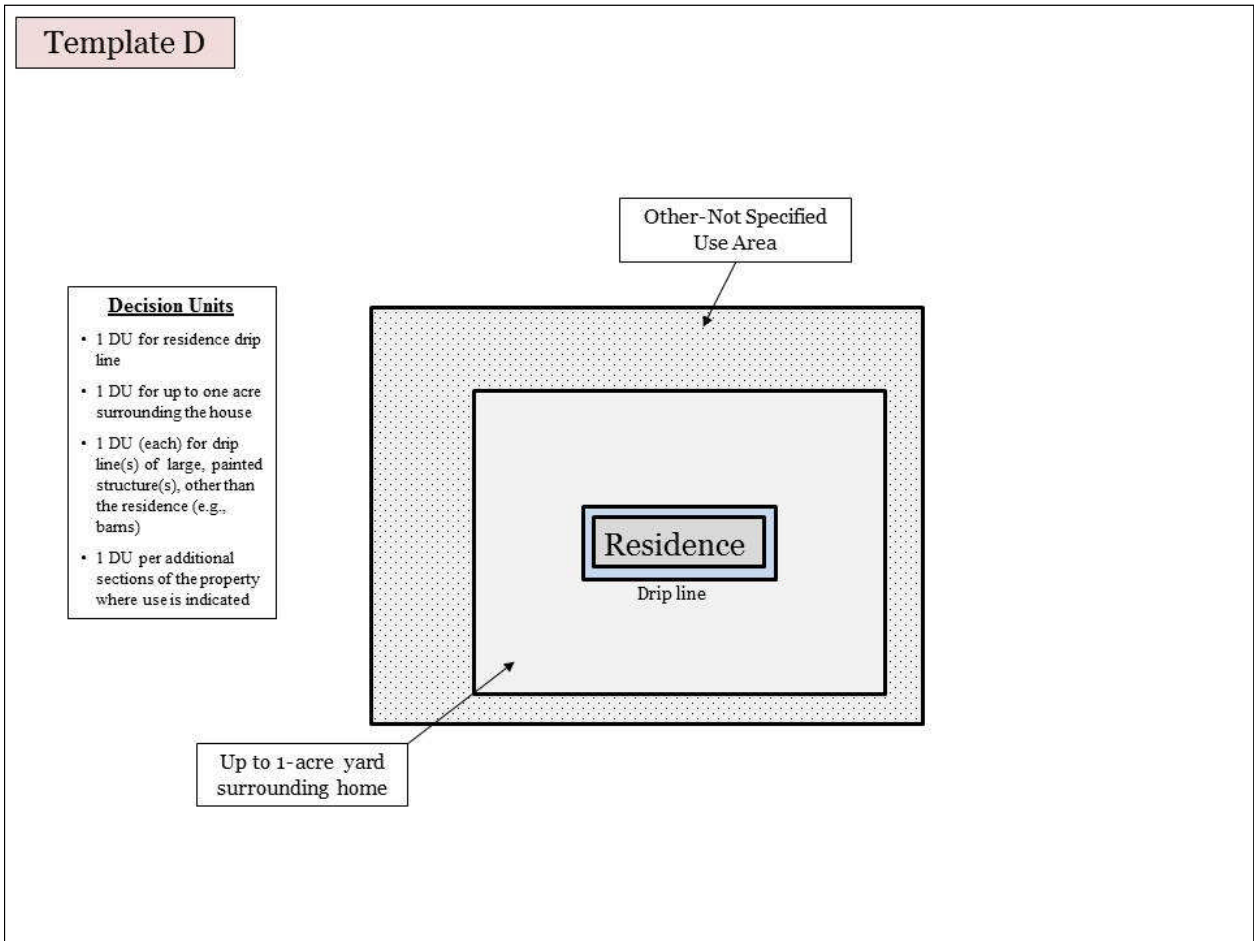 Template D
Other-Not Specified
Use Area
Decision Units
• 1 DU for residence drip
line
• 1 DU for up to one acre
surrounding the house
• 1 DU (each) for drip
line(s) of large, painted
structure(s), other than
the residence (e.g.,
barns)
• 1 DU per additional
sections of the property
where use is indicated
Residence
Drip line
Up to 1-acre yard
surrounding home